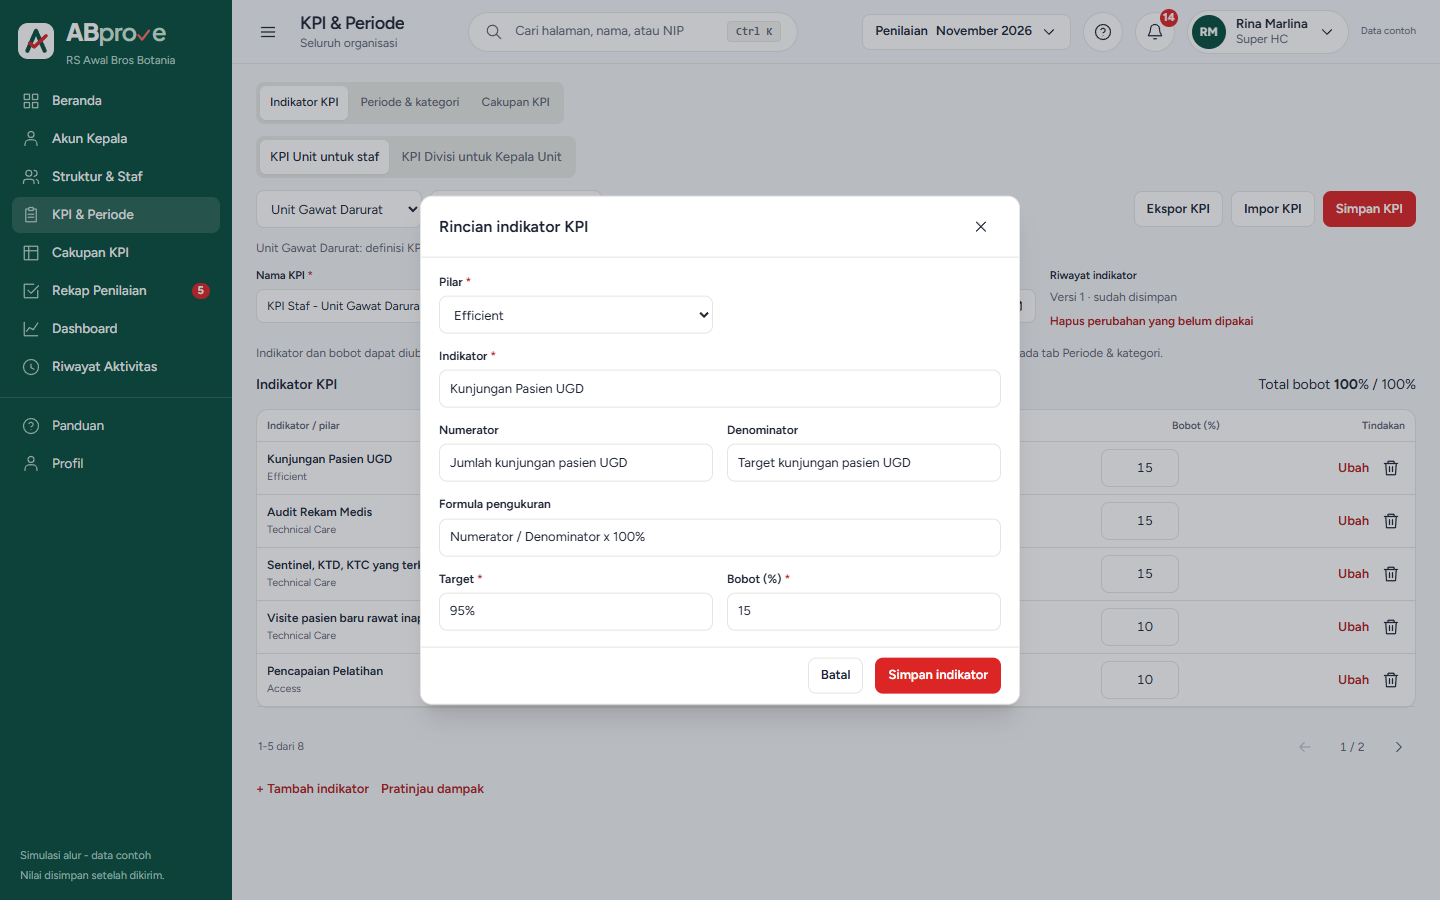 ABprove
RS Awal Bros Botania
Beranda
Akun Kepala
Struktur & Staf
KPI & Periode
Cakupan KPI
Rekap Penilaian 5
Dashboard
Riwayat Aktivitas
Panduan
Profil
Simulasi alur - data contoh
Nilai disimpan setelah dikirim.
KPI & Periode
Seluruh organisasi
Cari halaman, nama, atau NIP Ctrl K
Penilaian November 2026
14
RM
Rina Marlina
Super HC
Data contoh
Indikator KPI Periode & kategori Cakupan KPI
KPI Unit untuk staf KPI Divisi untuk Kepala Unit
Unit Gawat Darurat
Ekspor KPI Impor KPI Simpan KPI
Unit Gawat Darurat: definisi
Nama KPI *
KPI Staf - Unit Gawat
Riwayat indikator
Versi 1 · sudah disimpan
Hapus perubahan yang belum dipakai
Indikator dan bobot dapat
tab Periode & kategori.
Indikator KPI
Total bobot 100% / 100%
Indikator / pilar Bobot (%) Tindakan
Kunjungan Pasien UGD
Efficient
15 Ubah
Audit Rekam Medis
Technical Care
15 Ubah
Sentinel, KTD, KTC yang
Technical Care
15 Ubah
Visite pasien baru rawat
Technical Care
10 Ubah
Pencapaian Pelatihan
Access
10 Ubah
1-5 dari 8
1 / 2
+ Tambah indikator Pratinjau dampak
Rincian indikator KPI
Pilar *
Efficient
Indikator *
Kunjungan Pasien UGD
Numerator Denominator
Jumlah kunjungan pasien UGD Target kunjungan pasien UGD
Formula pengukuran
Numerator / Denominator x 100%
Target * Bobot (%) *
95% 15
Batal Simpan indikator